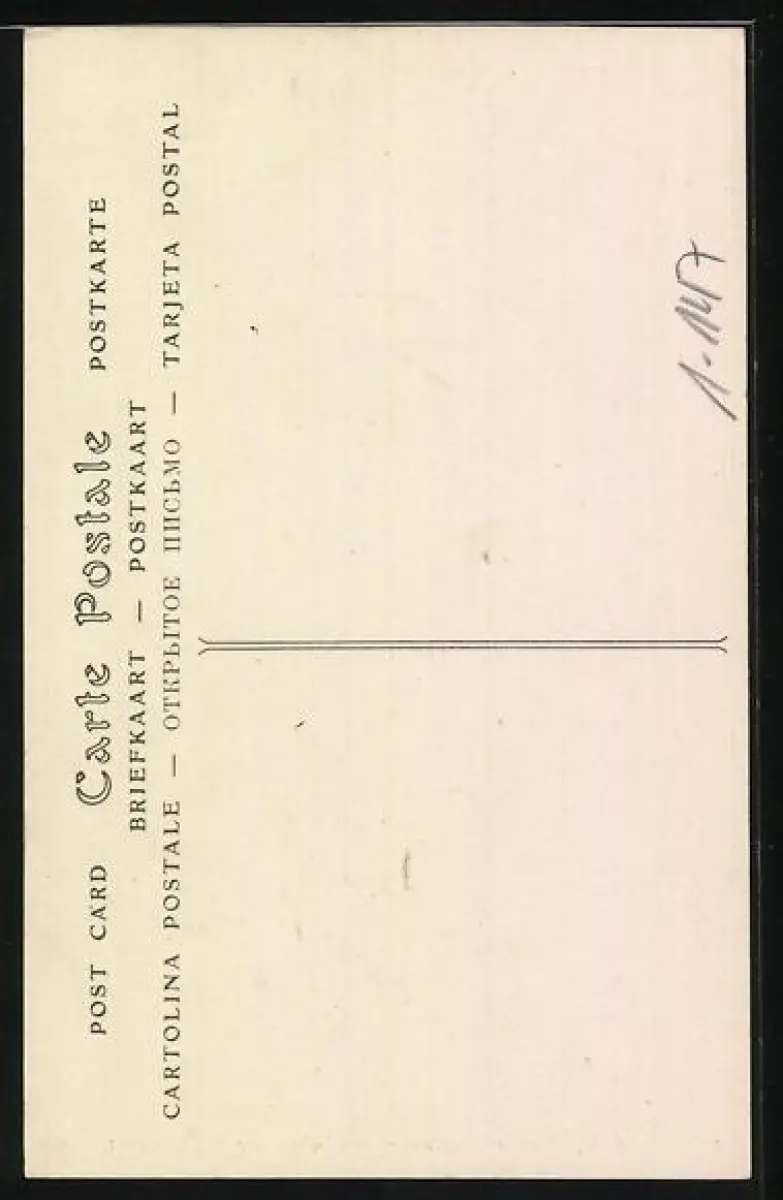 POST CARD Carte Postale POSTKARTE
BRIEFKAART — POSTKAART
CARTOLINA POSTALE — ОТКРЫТОЕ ПИСЬМО — TARJETA POSTAL